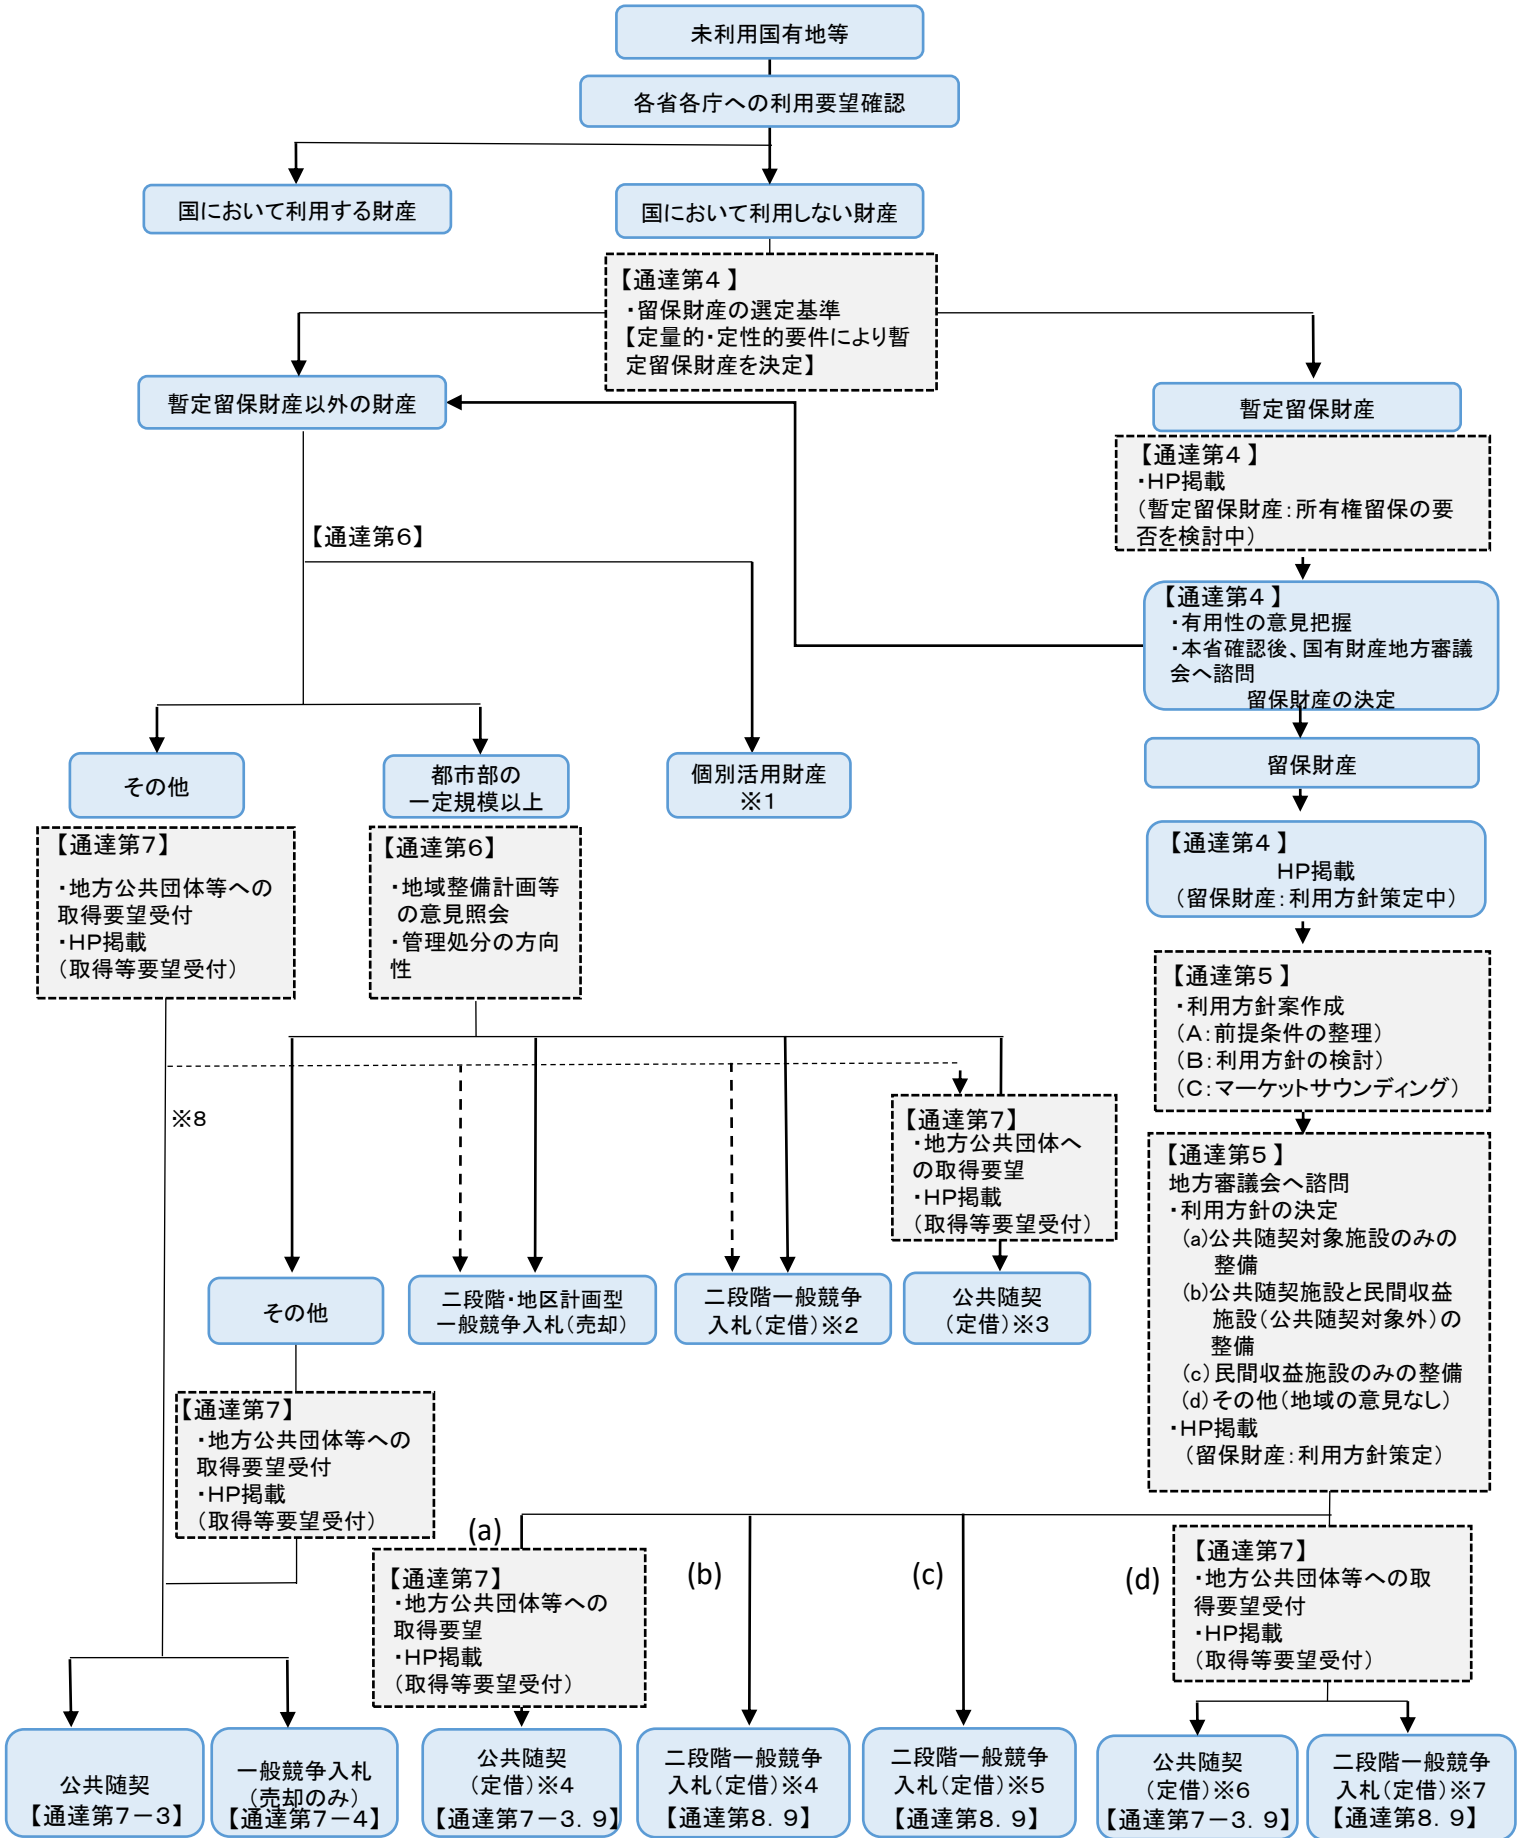 未利用国有地等
各省各庁への利用要望確認
国において利用する財産
国において利用しない財産
【通達第4】
・留保財産の選定基準
【定量的・定性的要件により暫
定留保財産を決定】
暫定留保財産以外の財産
暫定留保財産
【通達第4】
・HP掲載
（暫定留保財産：所有権留保の要
否を検討中）
【通達第6】
【通達第4】
・有用性の意見把握
・本省確認後、国有財産地方審議
会へ諮問
留保財産の決定
その他
都市部の
一定規模以上
個別活用財産
※1
留保財産
【通達第7】
・地方公共団体等への
取得要望受付
・HP掲載
（取得等要望受付）
【通達第6】
・地域整備計画等
の意見照会
・管理処分の方向
性
【通達第4】
HP掲載
（留保財産：利用方針策定中）
【通達第5】
・利用方針案作成
（A：前提条件の整理）
（B：利用方針の検討）
（C：マーケットサウンディング）
※8
【通達第7】
・地方公共団体へ
の取得要望
・HP掲載
（取得等要望受付）
【通達第5】
地方審議会へ諮問
・利用方針の決定
(a)公共随契対象施設のみの
整備
(b)公共随契施設と民間収益
施設（公共随契対象外）の
整備
(c)民間収益施設のみの整備
(d)その他（地域の意見なし）
・HP掲載
（留保財産：利用方針策定）
その他
二段階・地区計画型
一般競争入札（売却）
二段階一般競争
入札（定借）※2
公共随契
（定借）※3
【通達第7】
・地方公共団体等への
取得要望受付
・HP掲載
（取得等要望受付）
(a)
【通達第7】
・地方公共団体等への
取得要望
・HP掲載
（取得等要望受付）
(b)
(c)
(d)
【通達第7】
・地方公共団体等への取
得要望受付
・HP掲載
（取得等要望受付）
公共随契
【通達第7－3】
一般競争入札
（売却のみ）
【通達第7－4】
公共随契
（定借）※4
【通達第7－3．9】
二段階一般競争
入札（定借）※4
【通達第8．9】
二段階一般競争
入札（定借）※5
【通達第8．9】
公共随契
（定借）※6
【通達第7－3．9】
二段階一般競争
入札（定借）※7
【通達第8．9】